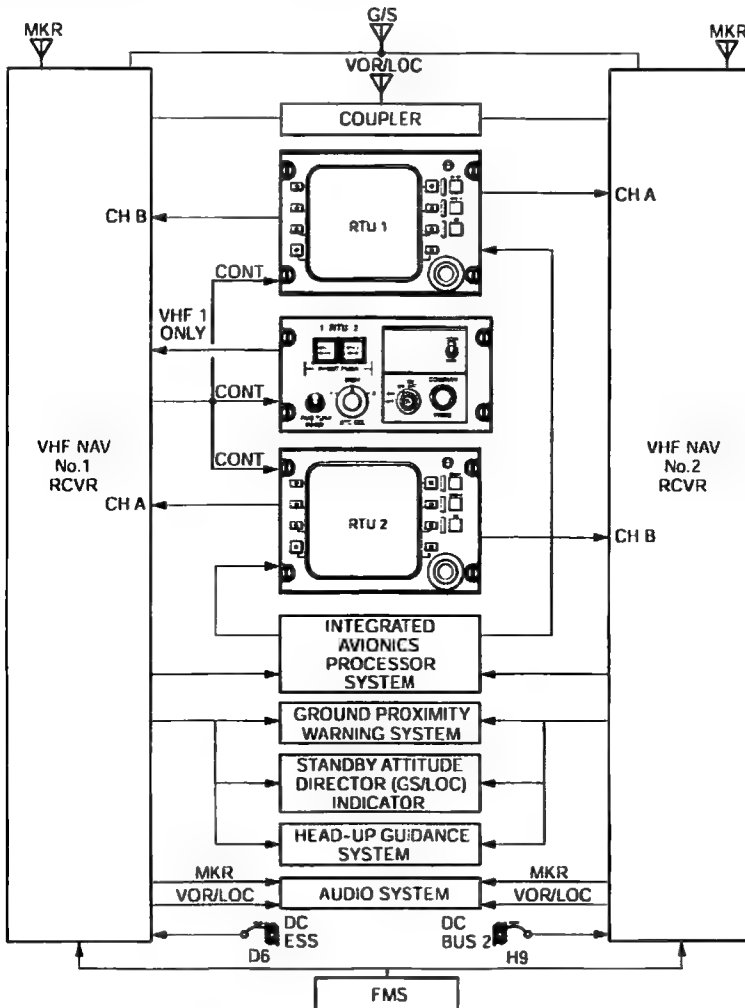 MKR
G/S
MKR
VOR/LOC
COUPLER
RTU 1
CH B
CH A
CONT
VHF 1
ONLY
1 RTU 2
CONT
VHF NAV
No.1
RCVR
VHF NAV
No.2
RCVR
CONT
CH A
RTU 2
CH B
INTEGRATED
AVIONICS
PROCESSOR
SYSTEM
GROUND PROXIMITY
WARNING SYSTEM
STANDBY ATTITUDE
DIRECTOR (GS/LOC)
INDICATOR
HEAD-UP GUIDANCE
SYSTEM
MKR
MKR
VOR/LOC
AUDIO SYSTEM
VOR/LOC
DC
ESS
D6
DC
BUS 2
H9
FMS